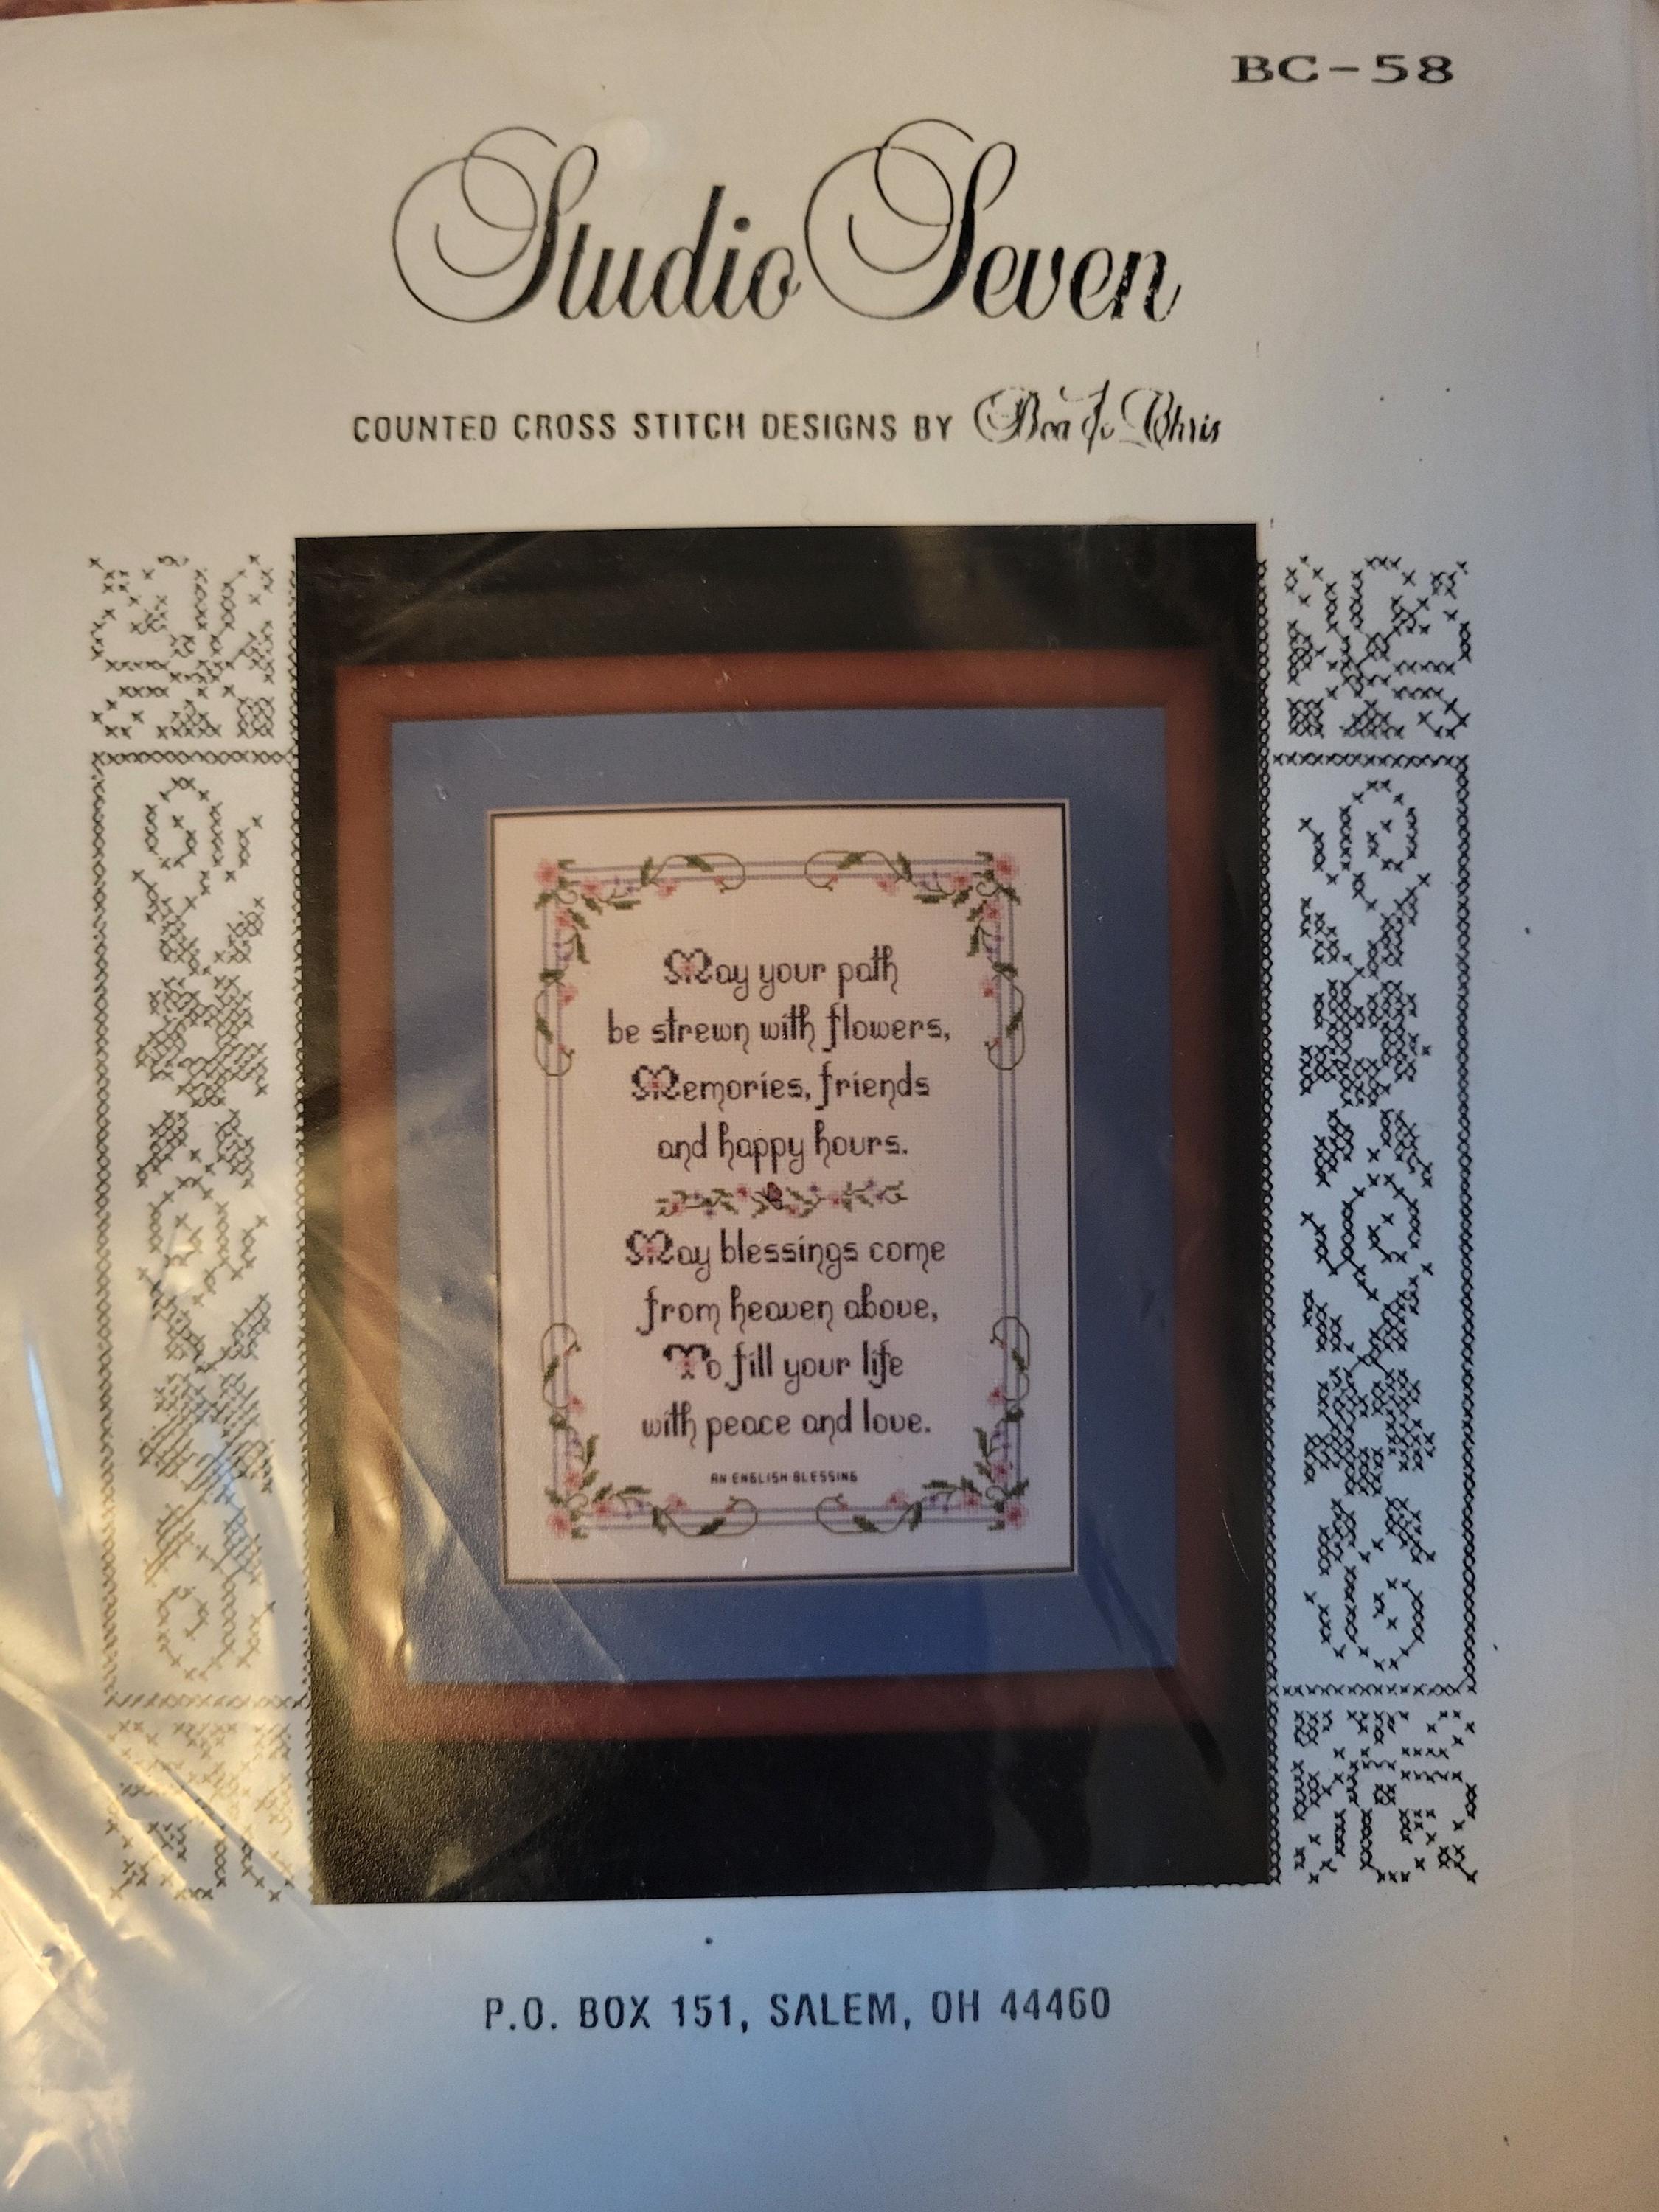 BC-58
Studio Seven
COUNTED CROSS STITCH DESIGNS BY Bea & Chris
May your path
be strewn with flowers,
Memories, friends
and happy hours.
May blessings come
from heaven above,
To fill your life
with peace and love.
AN ENGLISH BLESSING
P.O. BOX 151, SALEM, OH 44460